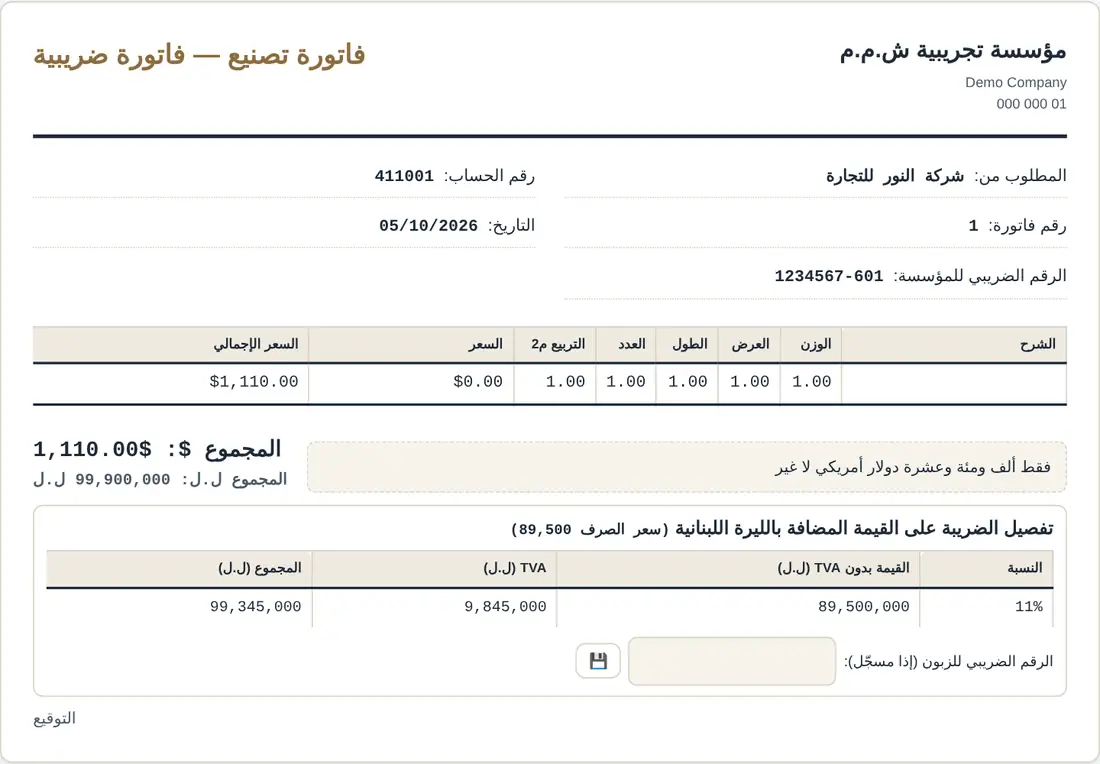 مؤسسة تجريبية ش.م.م
Demo Company
000 000 01
فاتورة تصنيع — فاتورة ضريبية
المطلوب من: شركة النور للتجارة
رقم الحساب: 411001
رقم فاتورة: 1
التاريخ: 05/10/2026
الرقم الضريبي للمؤسسة: 1234567-601
الشرح الوزن العرض الطول العدد التربيع م2 السعر السعر الإجمالي
1.00 1.00 1.00 1.00 1.00 $0.00 $1,110.00
فقط ألف ومئة وعشرة دولار أمريكي لا غير
المجموع $: $1,110.00
المجموع ل.ل: 99,900,000 ل.ل
تفصيل الضريبة على القيمة المضافة بالليرة اللبنانية (سعر الصرف 89,500)
النسبة القيمة بدون TVA (ل.ل) TVA (ل.ل) المجموع (ل.ل)
11% 89,500,000 9,845,000 99,345,000
الرقم الضريبي للزبون (إذا مسجّل):
التوقيع